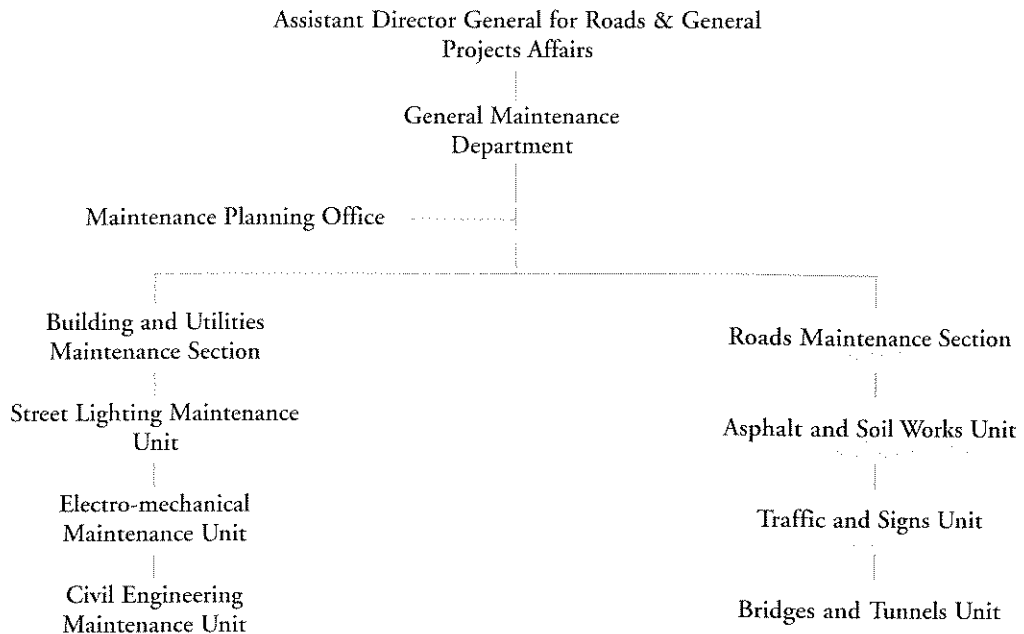 Assistant Director General for Roads & General
Projects Affairs
General Maintenance
Department
Maintenance Planning Office
Building and Utilities
Maintenance Section
Roads Maintenance Section
Street Lighting Maintenance
Unit
Asphalt and Soil Works Unit
Electro-mechanical
Maintenance Unit
Traffic and Signs Unit
Civil Engineering
Maintenance Unit
Bridges and Tunnels Unit